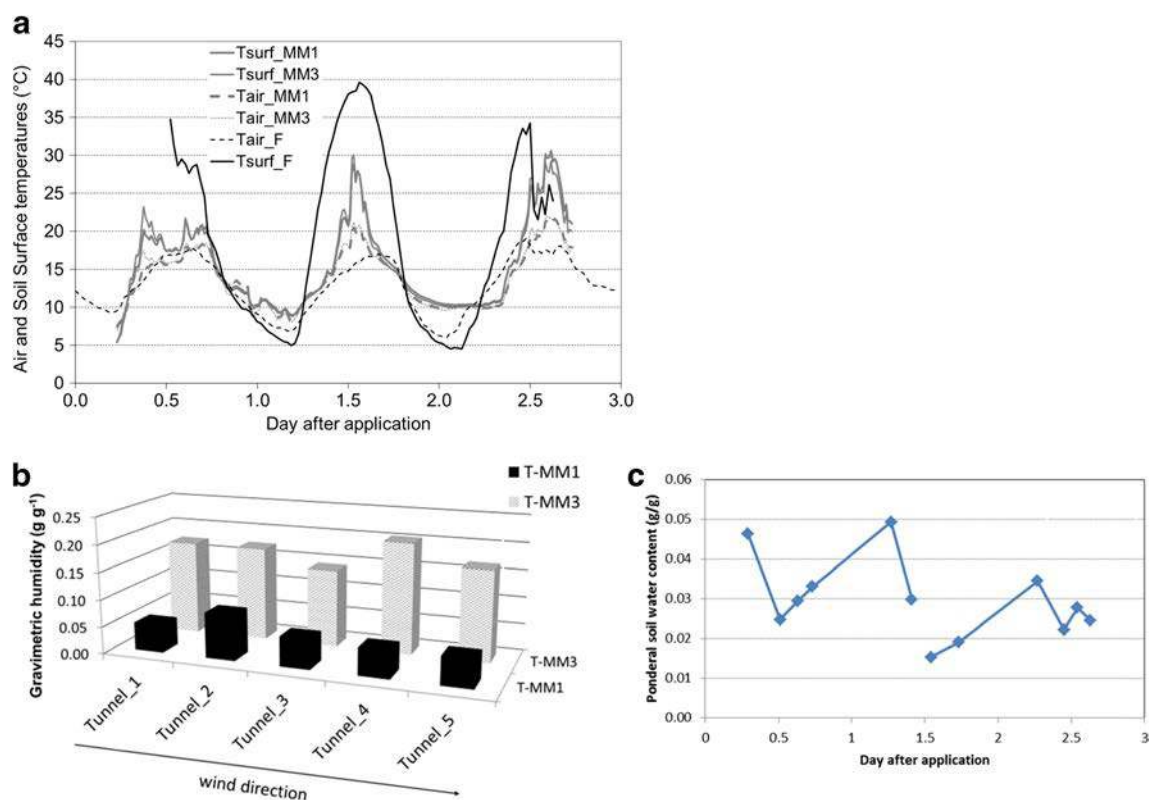 a
Air and Soil Surface temperatures (°C)
45
40
35
30
25
20
15
10
5
0
Tsurf_MM1
Tsurf_MM3
Tair_MM1
Tair_MM3
Tair_F
Tsurf_F
0.0 0.5 1.0 1.5 2.0 2.5 3.0
Day after application
b
T-MM1
T-MM3
Gravimetric humidity (g g⁻¹)
0.25
0.20
0.15
0.10
0.05
0.00
T-MM3
T-MM1
Tunnel_1 Tunnel_2 Tunnel_3 Tunnel_4 Tunnel_5
wind direction
c
Ponderal soil water content (g/g)
0.06
0.05
0.04
0.03
0.02
0.01
0.00
0 0.5 1 1.5 2 2.5 3
Day after application